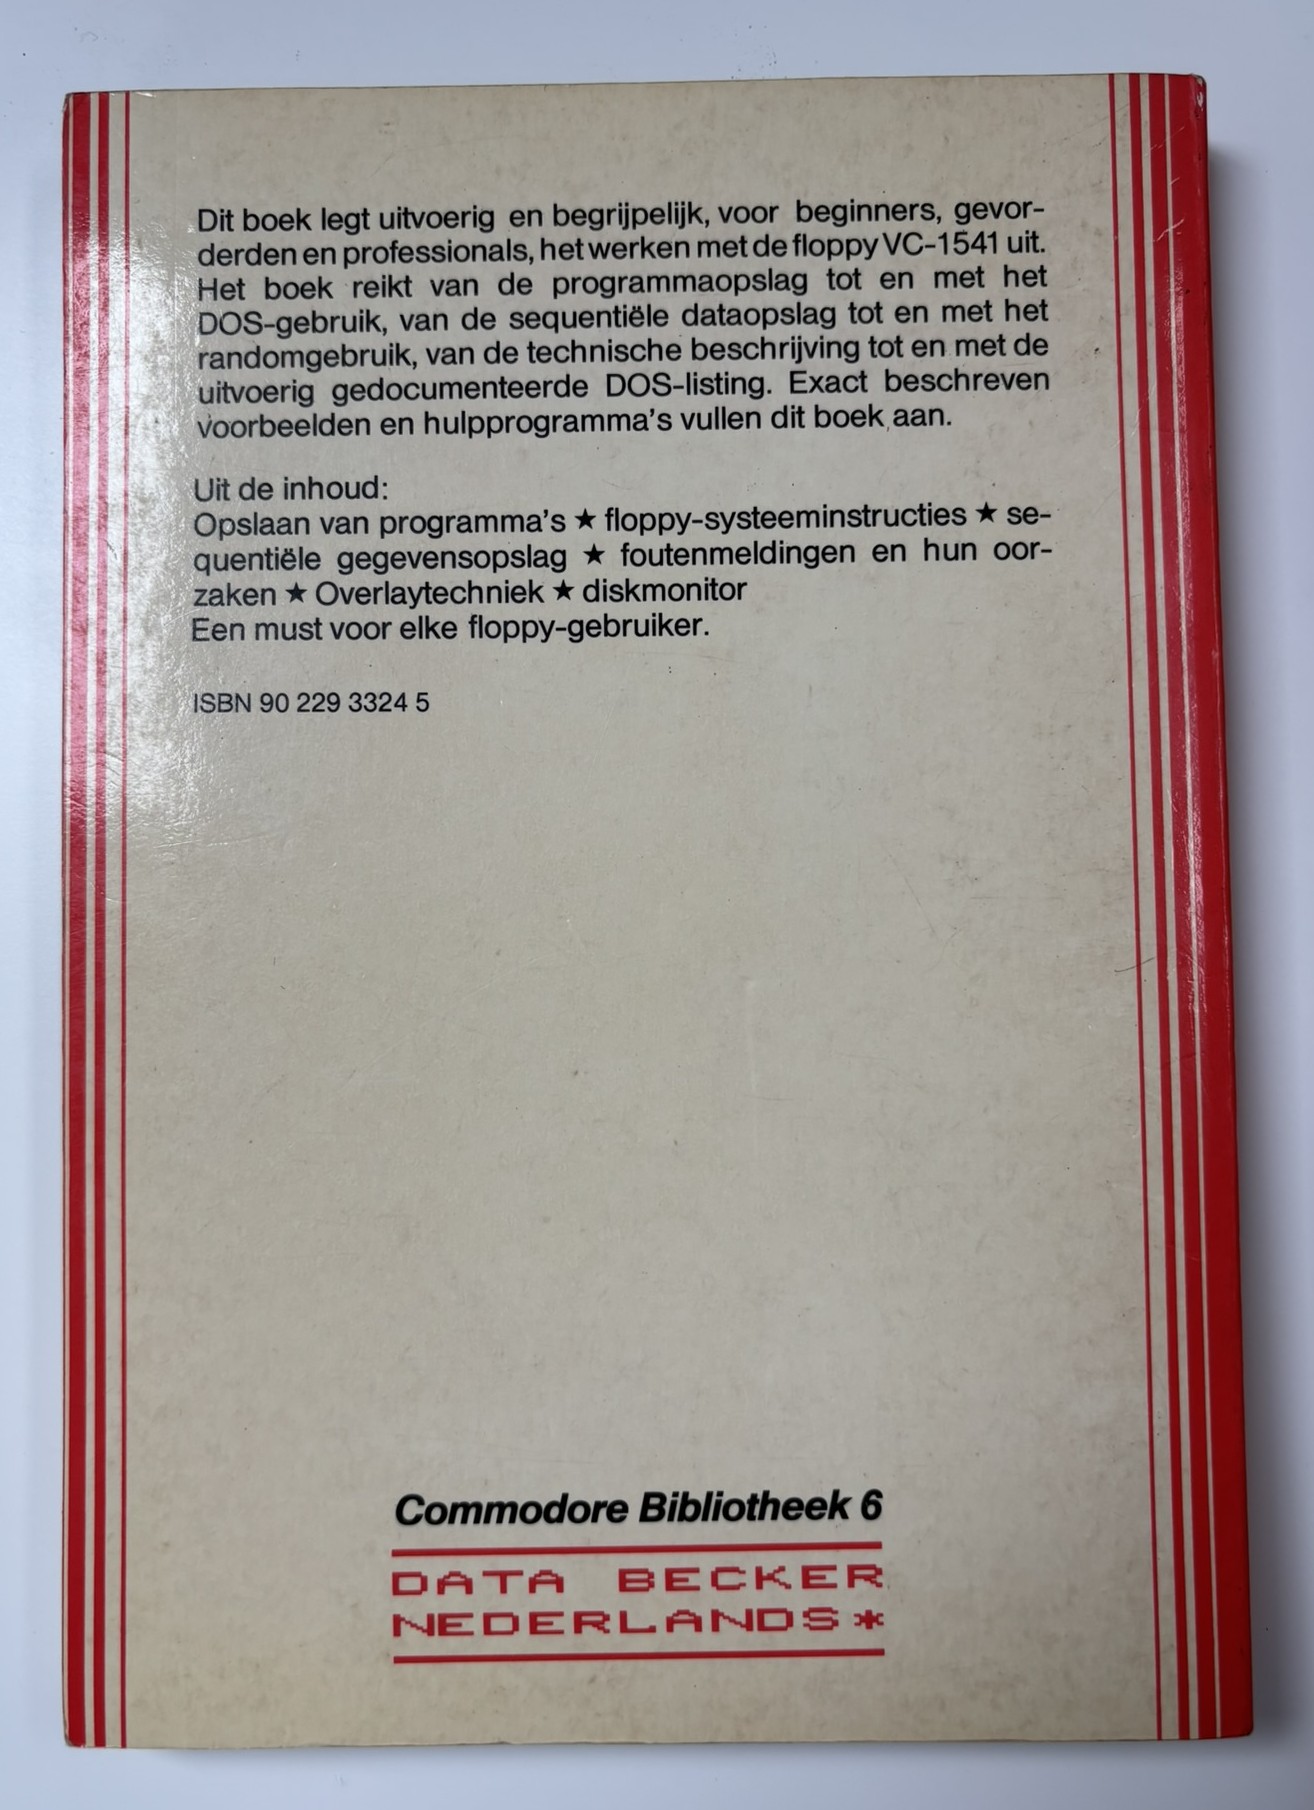 Dit boek legt uitvoerig en begrijpelijk, voor beginners, gevor-
derden en professionals, het werken met de floppy VC-1541 uit.
Het boek reikt van de programmaopslag tot en met het
DOS-gebruik, van de sequentiële dataopslag tot en met het
randomgebruik, van de technische beschrijving tot en met de
uitvoerig gedocumenteerde DOS-listing. Exact beschreven
voorbeelden en hulpprogramma's vullen dit boek aan.
Uit de inhoud:
Opslaan van programma's ★ floppy-systeeminstructies ★ se-
quentiële gegevensopslag ★ foutenmeldingen en hun oor-
zaken ★ Overlaytechniek ★ diskmonitor
Een must voor elke floppy-gebruiker.
ISBN 90 229 3324 5
Commodore Bibliotheek 6
DATA BECKER
NEDERLANDS*